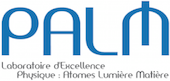 PALM
Laboratoire d'Excellence
Physique : Atomes Lumière Matière